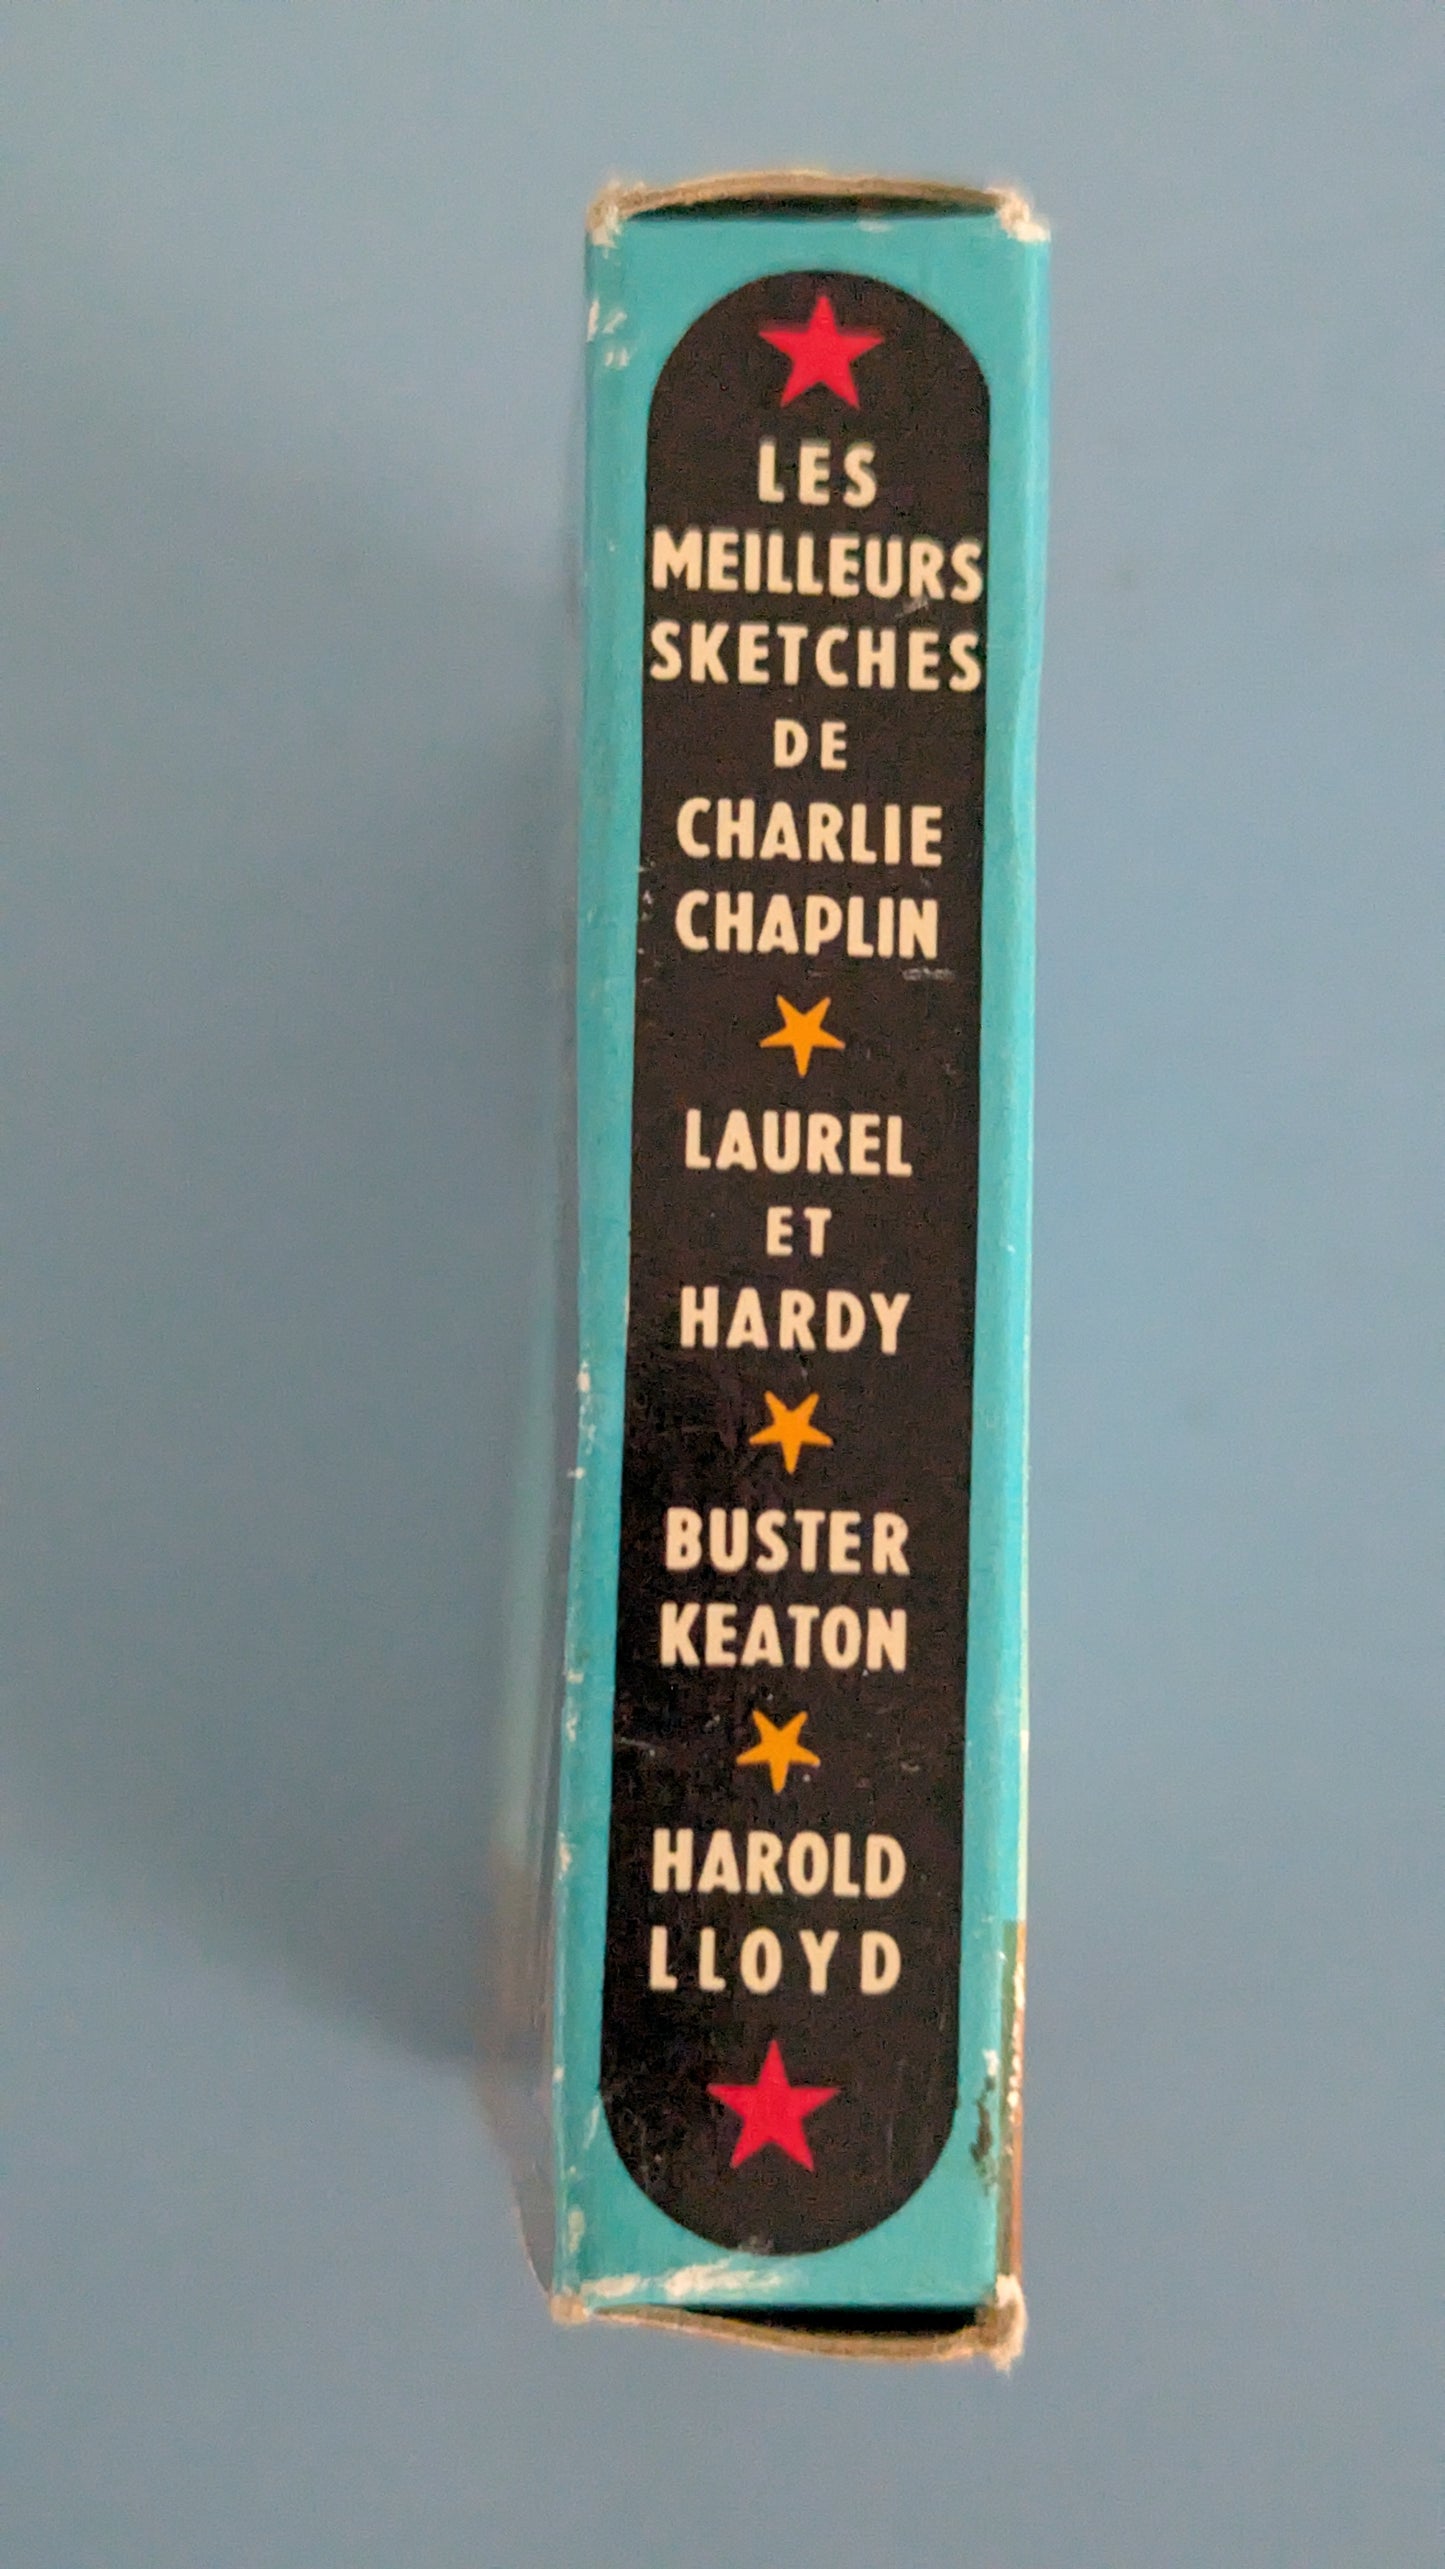 LES
MEILLEURS
SKETCHES
DE
CHARLIE
CHAPLIN
LAUREL
ET
HARDY
BUSTER
KEATON
HAROLD
LLOYD